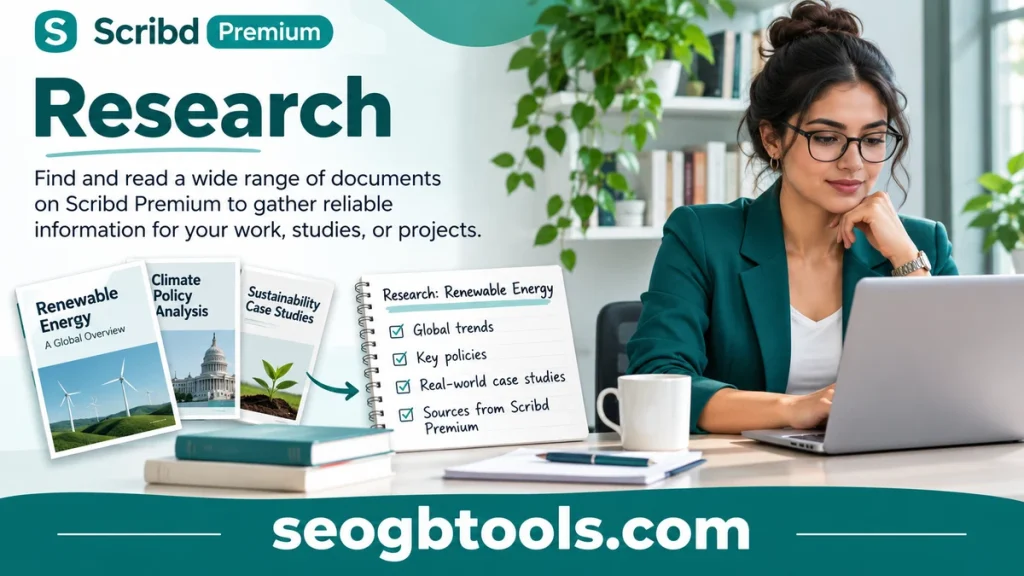 S Scribd Premium
Research
Find and read a wide range of documents
on Scribd Premium to gather reliable
information for your work, studies, or projects.
Renewable
Energy
A Global Overview
Climate
Policy
Analysis
Sustainability
Case Studies
Research: Renewable Energy
Global trends
Key policies
Real-world case studies
Sources from Scribd
Premium
seogbtools.com